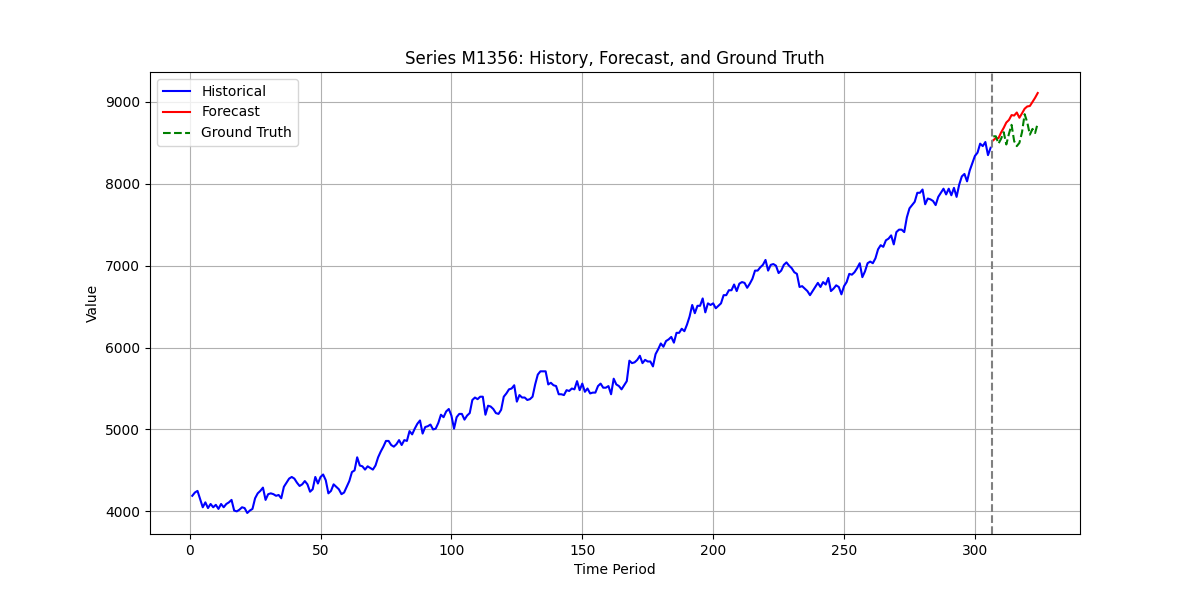 Series M1356: History, Forecast, and Ground Truth
Historical
Forecast
Ground Truth
Value
9000
8000
7000
6000
5000
4000
0 50 100 150 200 250 300
Time Period